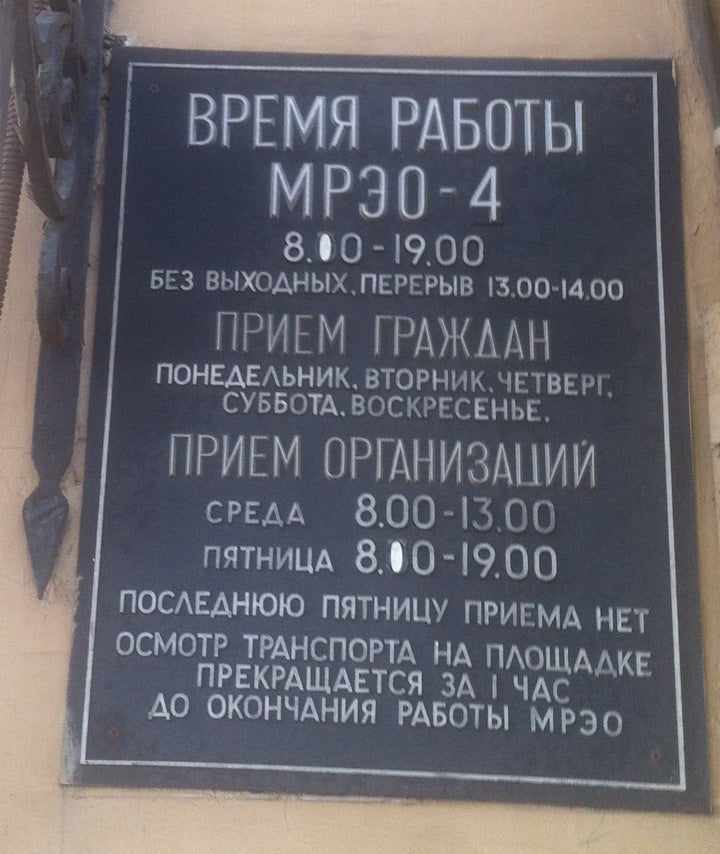 ВРЕМЯ РАБОТЫ
МРЭО-4
8.00-19.00
БЕЗ ВЫХОДНЫХ, ПЕРЕРЫВ 13.00-14.00
ПРИЕМ ГРАЖДАН
ПОНЕДЕЛЬНИК, ВТОРНИК, ЧЕТВЕРГ,
СУББОТА, ВОСКРЕСЕНЬЕ.
ПРИЕМ ОРГАНИЗАЦИЙ
СРЕДА 8.00-13.00
ПЯТНИЦА 8.00-19.00
ПОСЛЕДНЮЮ ПЯТНИЦУ ПРИЕМА НЕТ
ОСМОТР ТРАНСПОРТА НА ПЛОЩАДКЕ
ПРЕКРАЩАЕТСЯ ЗА 1 ЧАС
ДО ОКОНЧАНИЯ РАБОТЫ МРЭО